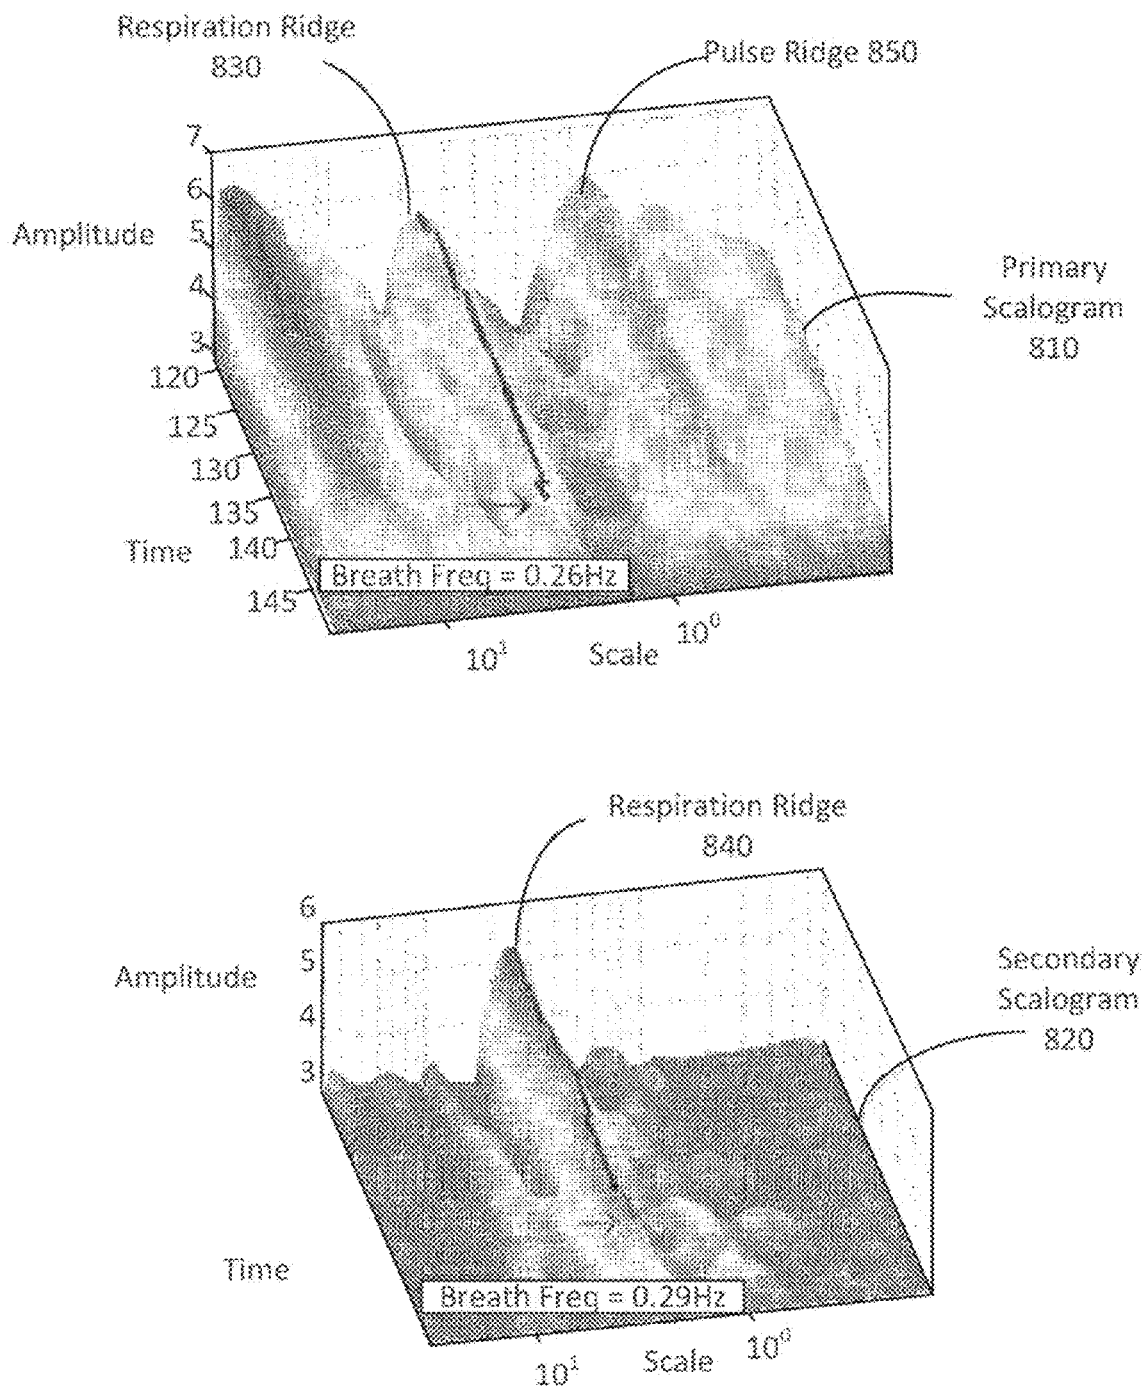 Respiration Ridge
830
Pulse Ridge 850
7
6
5
4
3
Amplitude
Primary
Scalogram
810
120
125
130
135
140
145
Time
Breath Freq = 0.26Hz
10¹
Scale
10⁰
Respiration Ridge
840
6
5
4
3
Amplitude
Secondary
Scalogram
820
Time
Breath Freq = 0.29Hz
10¹
Scale
10⁰